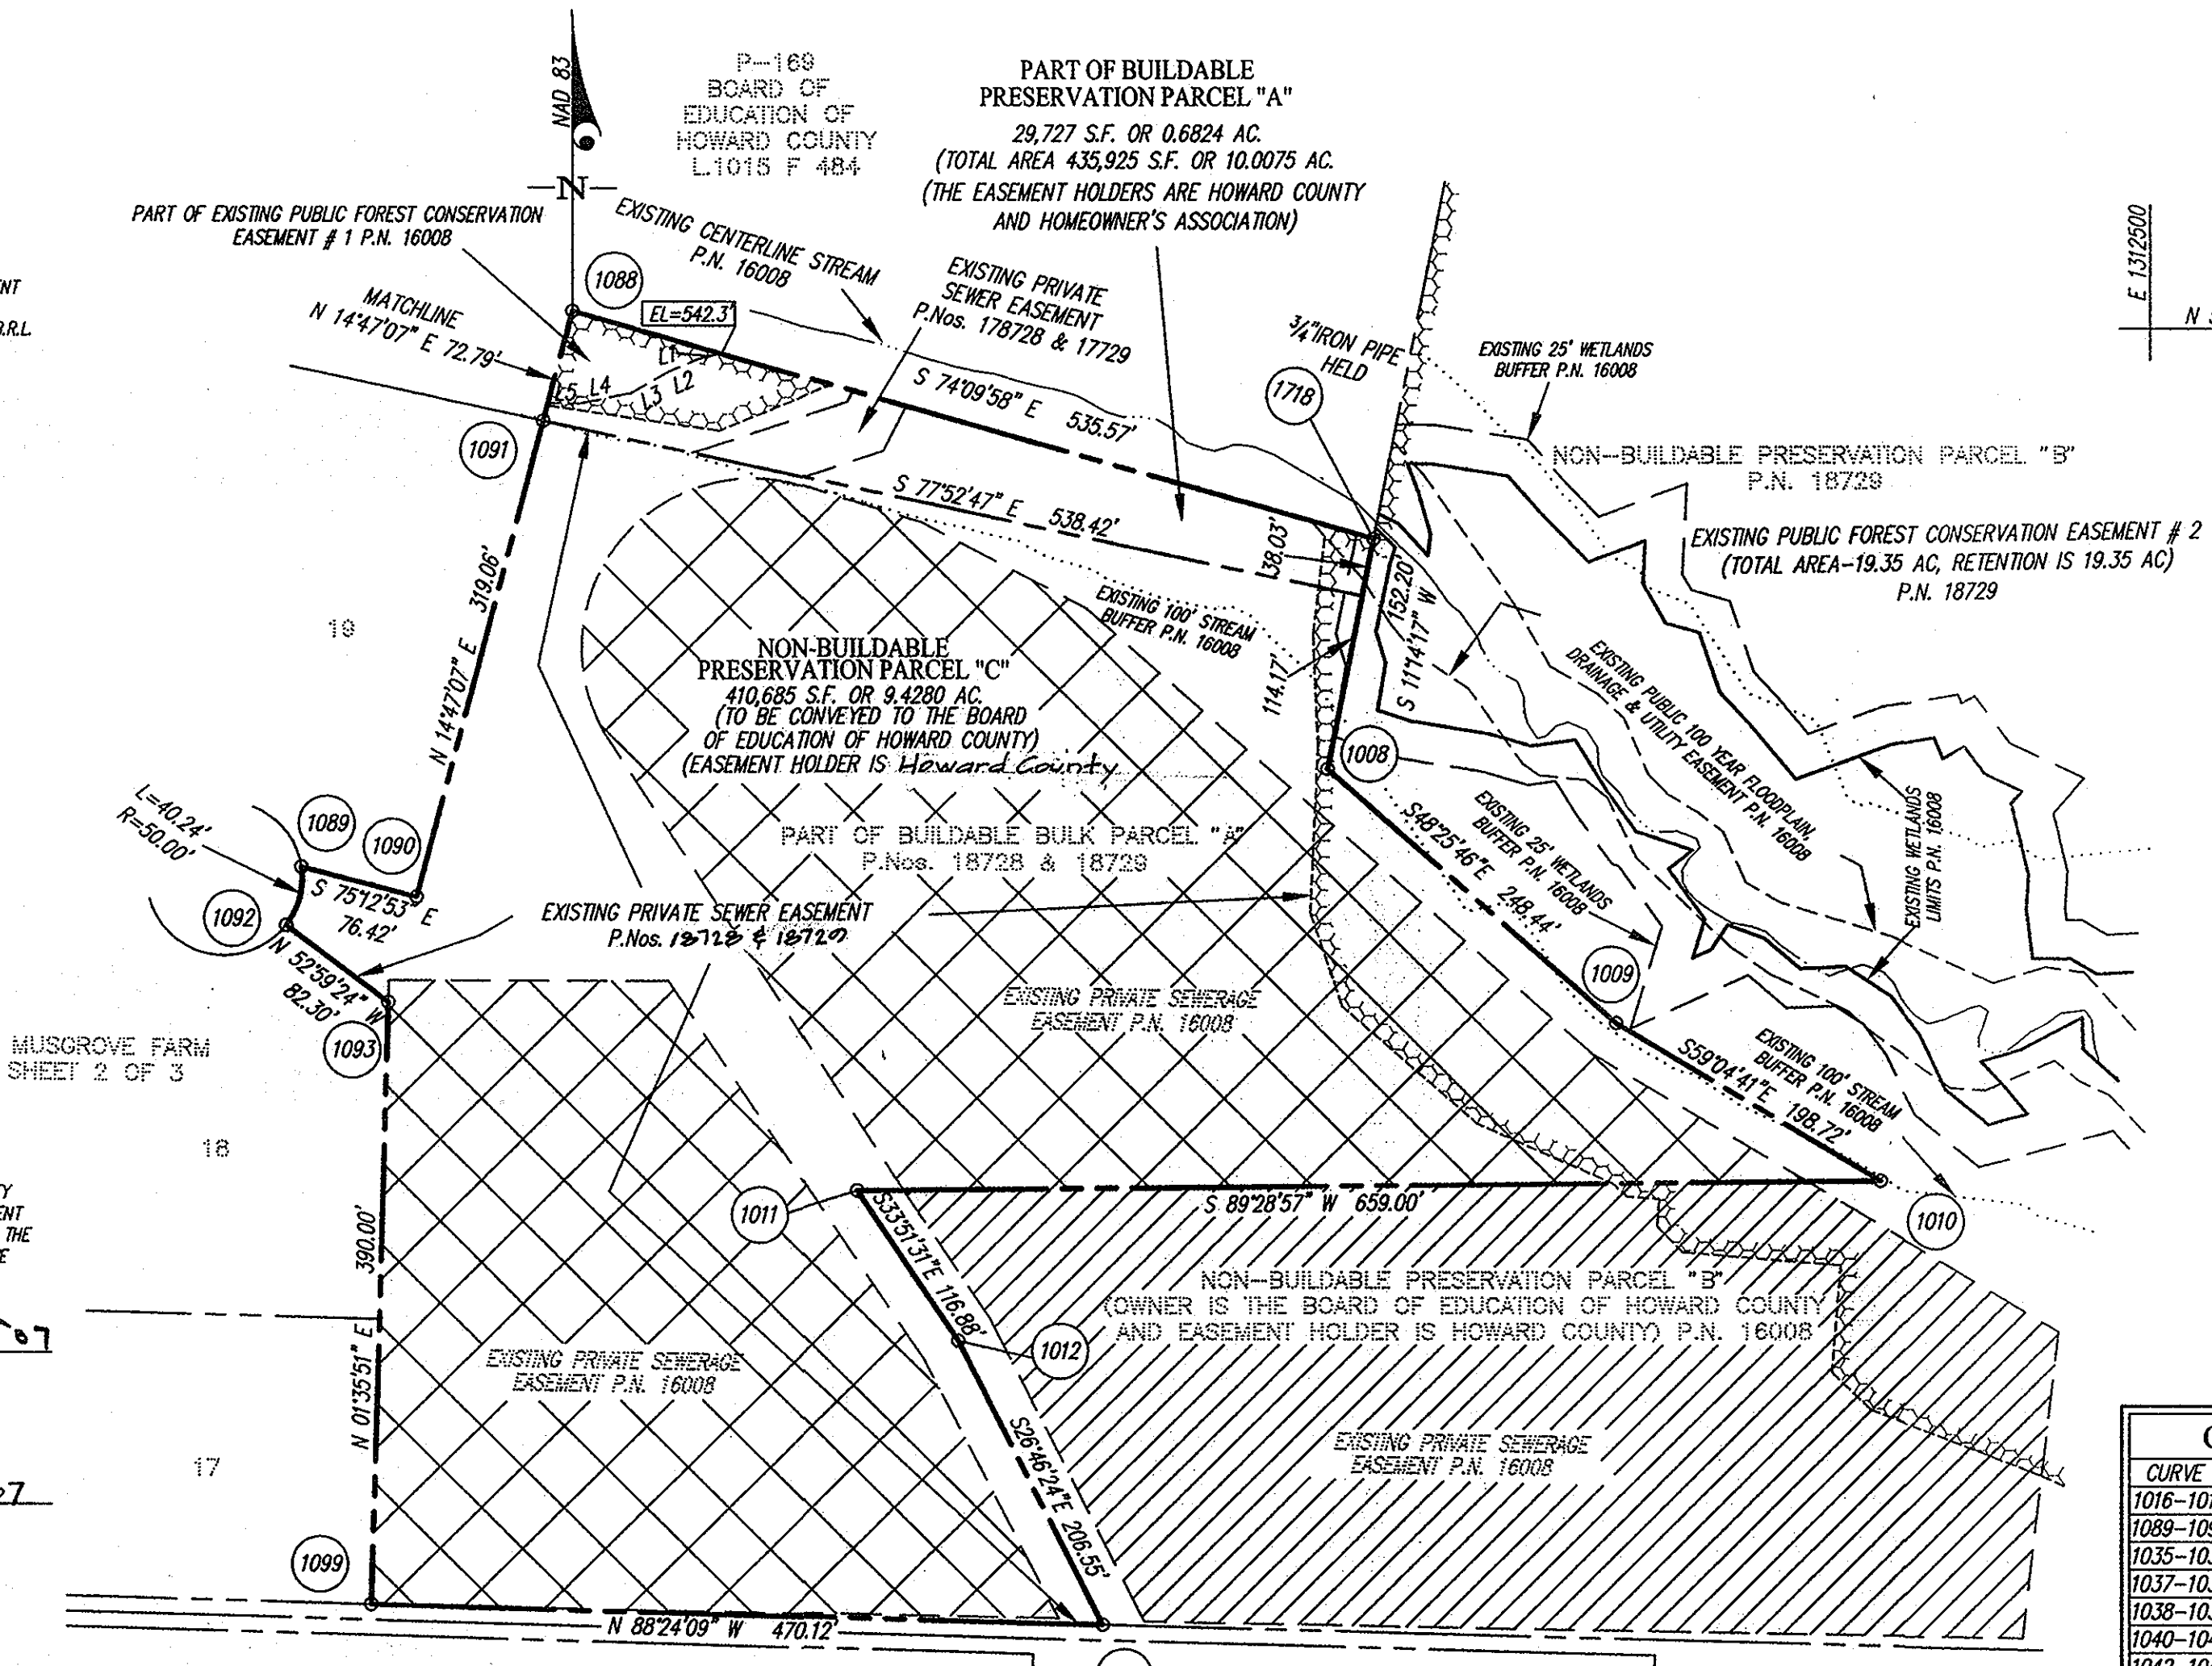 P-169
BOARD OF
EDUCATION OF
HOWARD COUNTY
L.1015 F 484
NAD 83
N
PART OF BUILDABLE
PRESERVATION PARCEL "A"
29,727 S.F. OR 0.6824 AC.
(TOTAL AREA 435,925 S.F. OR 10.0075 AC.
(THE EASEMENT HOLDERS ARE HOWARD COUNTY
AND HOMEOWNER'S ASSOCIATION)
E 1312500
N
PART OF EXISTING PUBLIC FOREST CONSERVATION
EASEMENT # 1 P.N. 16008
EXISTING CENTERLINE STREAM
P.N. 16008
EXISTING PRIVATE
SEWER EASEMENT
P.Nos. 178728 & 17729
MATCHLINE
N 14°47'07" E 72.79'
1088
EL=542.3'
L1
L2
L3
L4
L5
1091
S 74°09'58" E 535.57'
3/4" IRON PIPE
HELD
1718
EXISTING 25' WETLANDS
BUFFER P.N. 16008
NON-BUILDABLE PRESERVATION PARCEL "B"
P.N. 18729
EXISTING PUBLIC FOREST CONSERVATION EASEMENT # 2
(TOTAL AREA-19.35 AC, RETENTION IS 19.35 AC)
P.N. 18729
S 77°52'47" E 538.42'
38.03'
152.20'
S 11°14'17" W
114.17'
EXISTING 100' STREAM
BUFFER P.N. 16008
N 14°47'07" E 319.06'
19
NON-BUILDABLE
PRESERVATION PARCEL "C"
410,685 S.F. OR 9.4280 AC.
(TO BE CONVEYED TO THE BOARD
OF EDUCATION OF HOWARD COUNTY)
(EASEMENT HOLDER IS Howard County
EXISTING PUBLIC 100 YEAR FLOODPLAIN,
DRAINAGE & UTILITY EASEMENT P.N. 16008
1008
L=40.24'
R=50.00'
1089
1090
S 75°12'53" E
76.42'
1092
N 52°59'24" W
82.30'
1093
PART OF BUILDABLE BULK PARCEL "A"
P.Nos. 18728 & 18729
EXISTING PRIVATE SEWER EASEMENT
P.Nos. 18728 & 18729
S48°25'46"E 248.44'
EXISTING 25' WETLANDS
BUFFER P.N. 16008
EXISTING WETLANDS
LIMITS P.N. 16008
1009
EXISTING PRIVATE SEWERAGE
EASEMENT P.N. 16008
S59°04'41"E 198.72'
EXISTING 100' STREAM
BUFFER P.N. 16008
MUSGROVE FARM
SHEET 2 OF 3
18
1011
S 89°28'57" W 659.00'
1010
S33°51'31"E 116.88'
1012
NON-BUILDABLE PRESERVATION PARCEL "B"
(OWNER IS THE BOARD OF EDUCATION OF HOWARD COUNTY
AND EASEMENT HOLDER IS HOWARD COUNTY) P.N. 16008
N 01°35'51" E 390.00'
EXISTING PRIVATE SEWERAGE
EASEMENT P.N. 16008
S26°46'24"E 206.55'
EXISTING PRIVATE SEWERAGE
EASEMENT P.N. 16008
17
1099
N 88°24'09" W 470.12'
B.R.L.
THE
07
CURVE